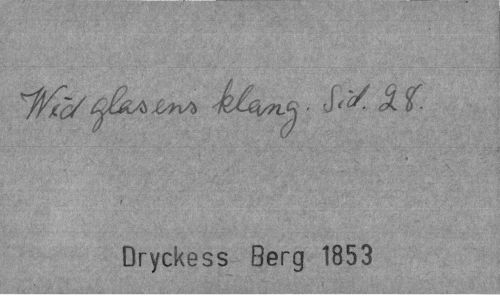 Wid glasens klang. Sid. 28.
Dryckess Berg 1853